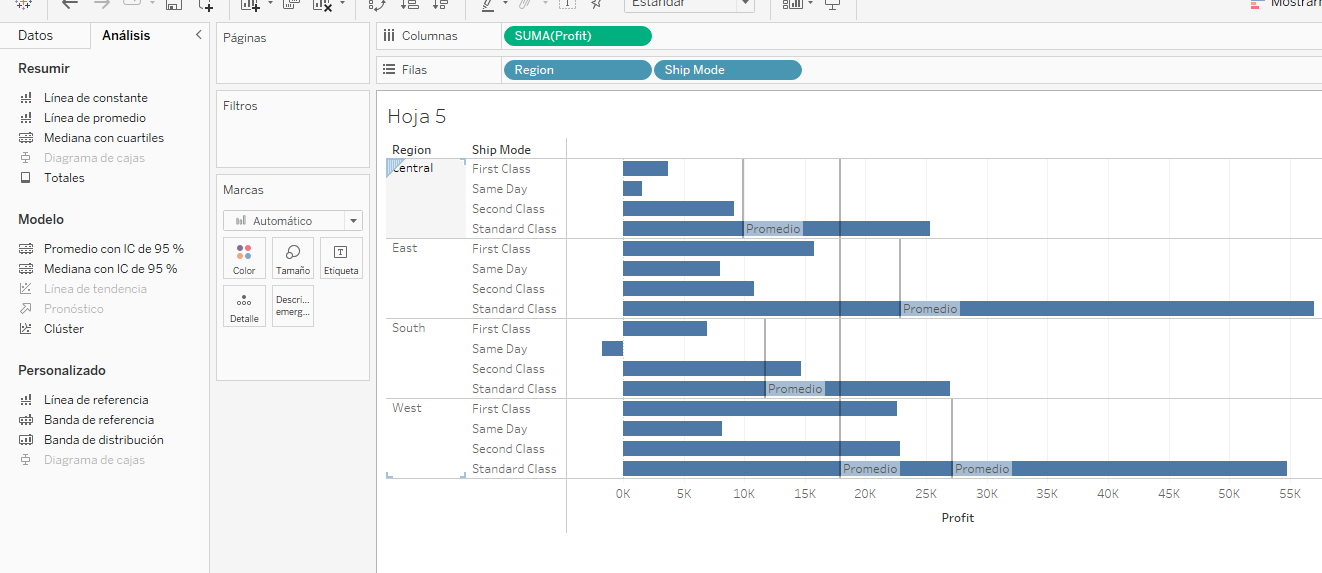 Estándar
Mostrarm
Datos
Análisis
Resumir
Línea de constante
Línea de promedio
Mediana con cuartiles
Diagrama de cajas
Totales
Modelo
Promedio con IC de 95 %
Mediana con IC de 95 %
Línea de tendencia
Pronóstico
Clúster
Personalizado
Línea de referencia
Banda de referencia
Banda de distribución
Diagrama de cajas
Páginas
Filtros
Marcas
Automático
Color
Tamaño
Etiqueta
Detalle
Descri...
emerg...
Columnas
SUMA(Profit)
Filas
Region
Ship Mode
Hoja 5
Region
Ship Mode
Central
First Class
Same Day
Second Class
Standard Class
Promedio
East
First Class
Same Day
Second Class
Standard Class
Promedio
South
First Class
Same Day
Second Class
Standard Class
Promedio
West
First Class
Same Day
Second Class
Standard Class
Promedio
Promedio
0K 5K 10K 15K 20K 25K 30K 35K 40K 45K 50K 55K
Profit